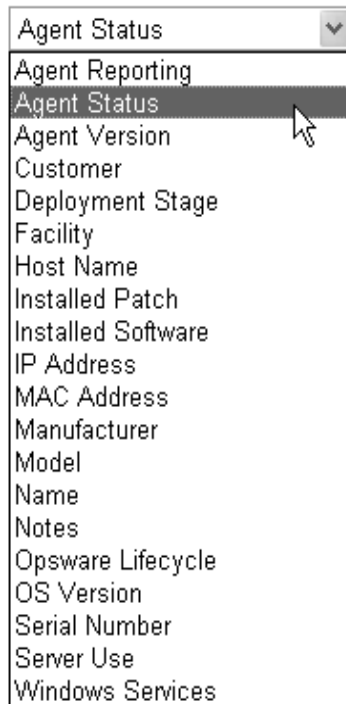 Agent Status
Agent Reporting
Agent Status
Agent Version
Customer
Deployment Stage
Facility
Host Name
Installed Patch
Installed Software
IP Address
MAC Address
Manufacturer
Model
Name
Notes
Opsware Lifecycle
OS Version
Serial Number
Server Use
Windows Services